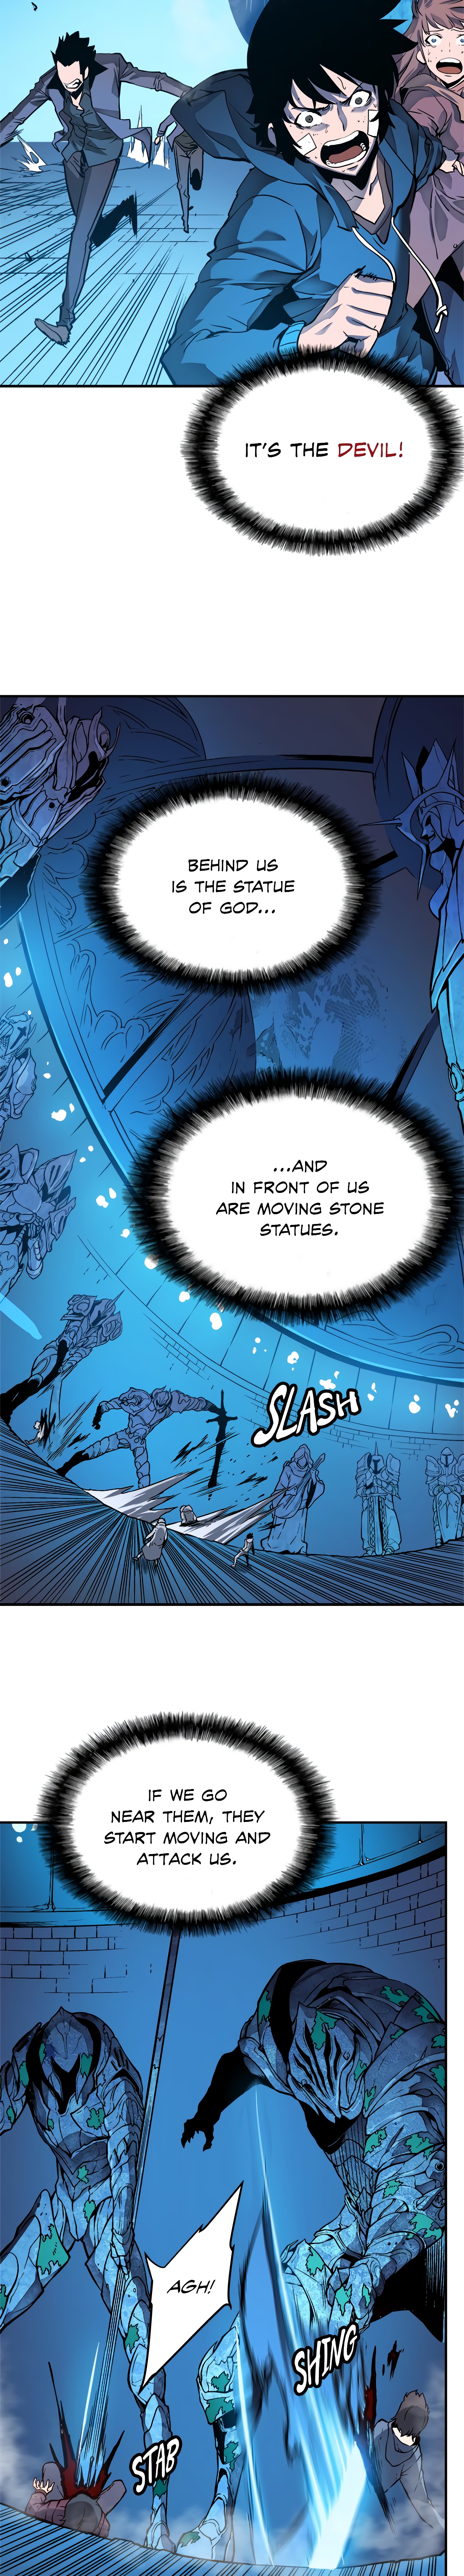 IT'S THE DEVIL!
BEHIND US
IS THE STATUE
OF GOD...
...AND
IN FRONT OF US
ARE MOVING STONE
STATUES.
SLASH
IF WE GO
NEAR THEM, THEY
START MOVING AND
ATTACK US.
AGH!
SHING
STAB